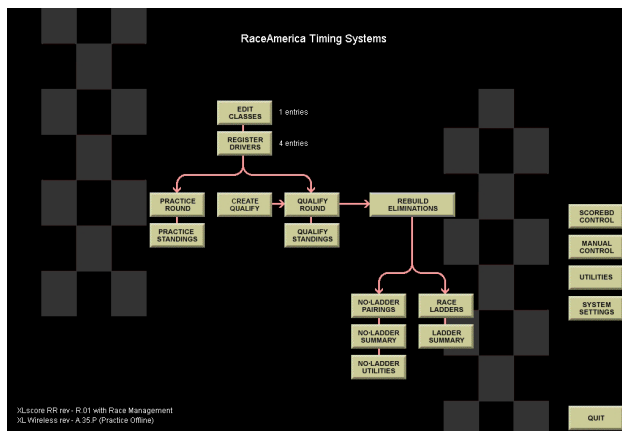 RaceAmerica Timing Systems
EDIT
CLASSES
1 entries
REGISTER
DRIVERS
4 entries
PRACTICE
ROUND
CREATE
QUALIFY
QUALIFY
ROUND
REBUILD
ELIMINATIONS
PRACTICE
STANDINGS
QUALIFY
STANDINGS
SCOREBD
CONTROL
MANUAL
CONTROL
UTILITIES
SYSTEM
SETTINGS
NO-LADDER
PAIRINGS
RACE
LADDERS
NO-LADDER
SUMMARY
LADDER
SUMMARY
NO-LADDER
UTILITIES
XLscore RR rev - R.01 with Race Management
XL Wireless rev - A.35.P (Practice Offline)
QUIT